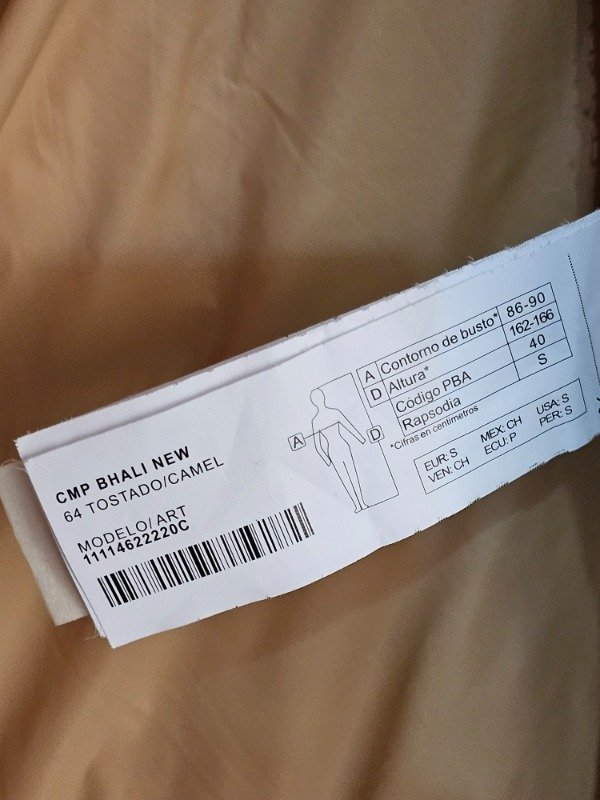 CMP BHALI NEW
64 TOSTADO/CAMEL
MODELO/ART
11114622220C
A
D
A Contorno de busto* 86-90
D Altura* 162-166
Código PBA 40
Rapsodia S
*Cifras en centimetros
EUR: S MEX: CH USA: S
VEN: CH ECU: P PER: S